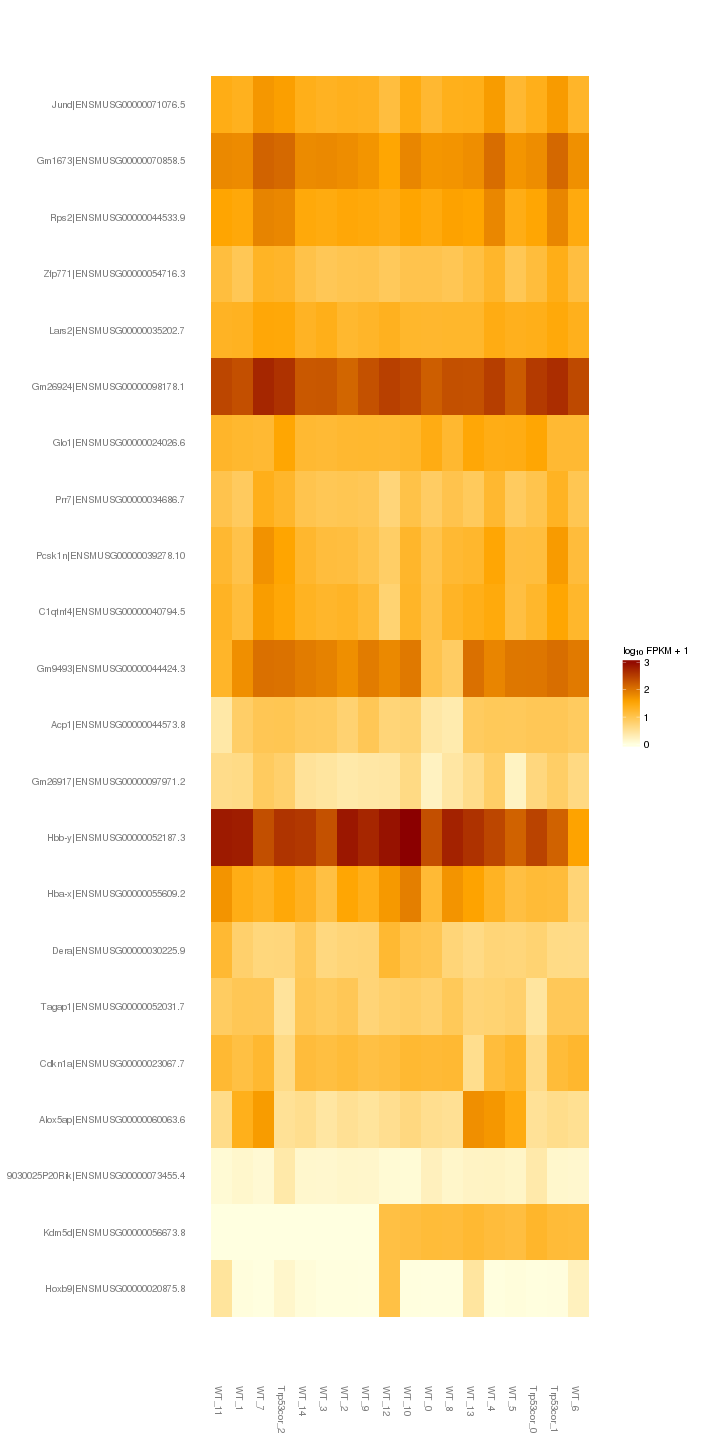 Jund|ENSMUSG00000071076.5
Gm1673|ENSMUSG00000070858.5
Rps2|ENSMUSG00000044533.9
Zfp771|ENSMUSG00000054716.3
Lars2|ENSMUSG00000035202.7
Gm26924|ENSMUSG00000098178.1
Glo1|ENSMUSG00000024026.6
Prr7|ENSMUSG00000034686.7
Pcsk1n|ENSMUSG00000039278.10
C1qtnf4|ENSMUSG00000040794.5
Gm9493|ENSMUSG00000044424.3
Acp1|ENSMUSG00000044573.8
Gm26917|ENSMUSG00000097971.2
Hbb-y|ENSMUSG00000052187.3
Hba-x|ENSMUSG00000055609.2
Dera|ENSMUSG00000030225.9
Tagap1|ENSMUSG00000052031.7
Cdkn1a|ENSMUSG00000023067.7
Alox5ap|ENSMUSG00000060063.6
9030025P20Rik|ENSMUSG00000073455.4
Kdm5d|ENSMUSG00000056673.8
Hoxb9|ENSMUSG00000020875.8
log10 FPKM + 1
3
2
1
0
WT_11
WT_1
WT_7
Trp53cor_2
WT_14
WT_3
WT_2
WT_9
WT_12
WT_10
WT_0
WT_8
WT_13
WT_4
WT_5
Trp53cor_0
Trp53cor_1
WT_6